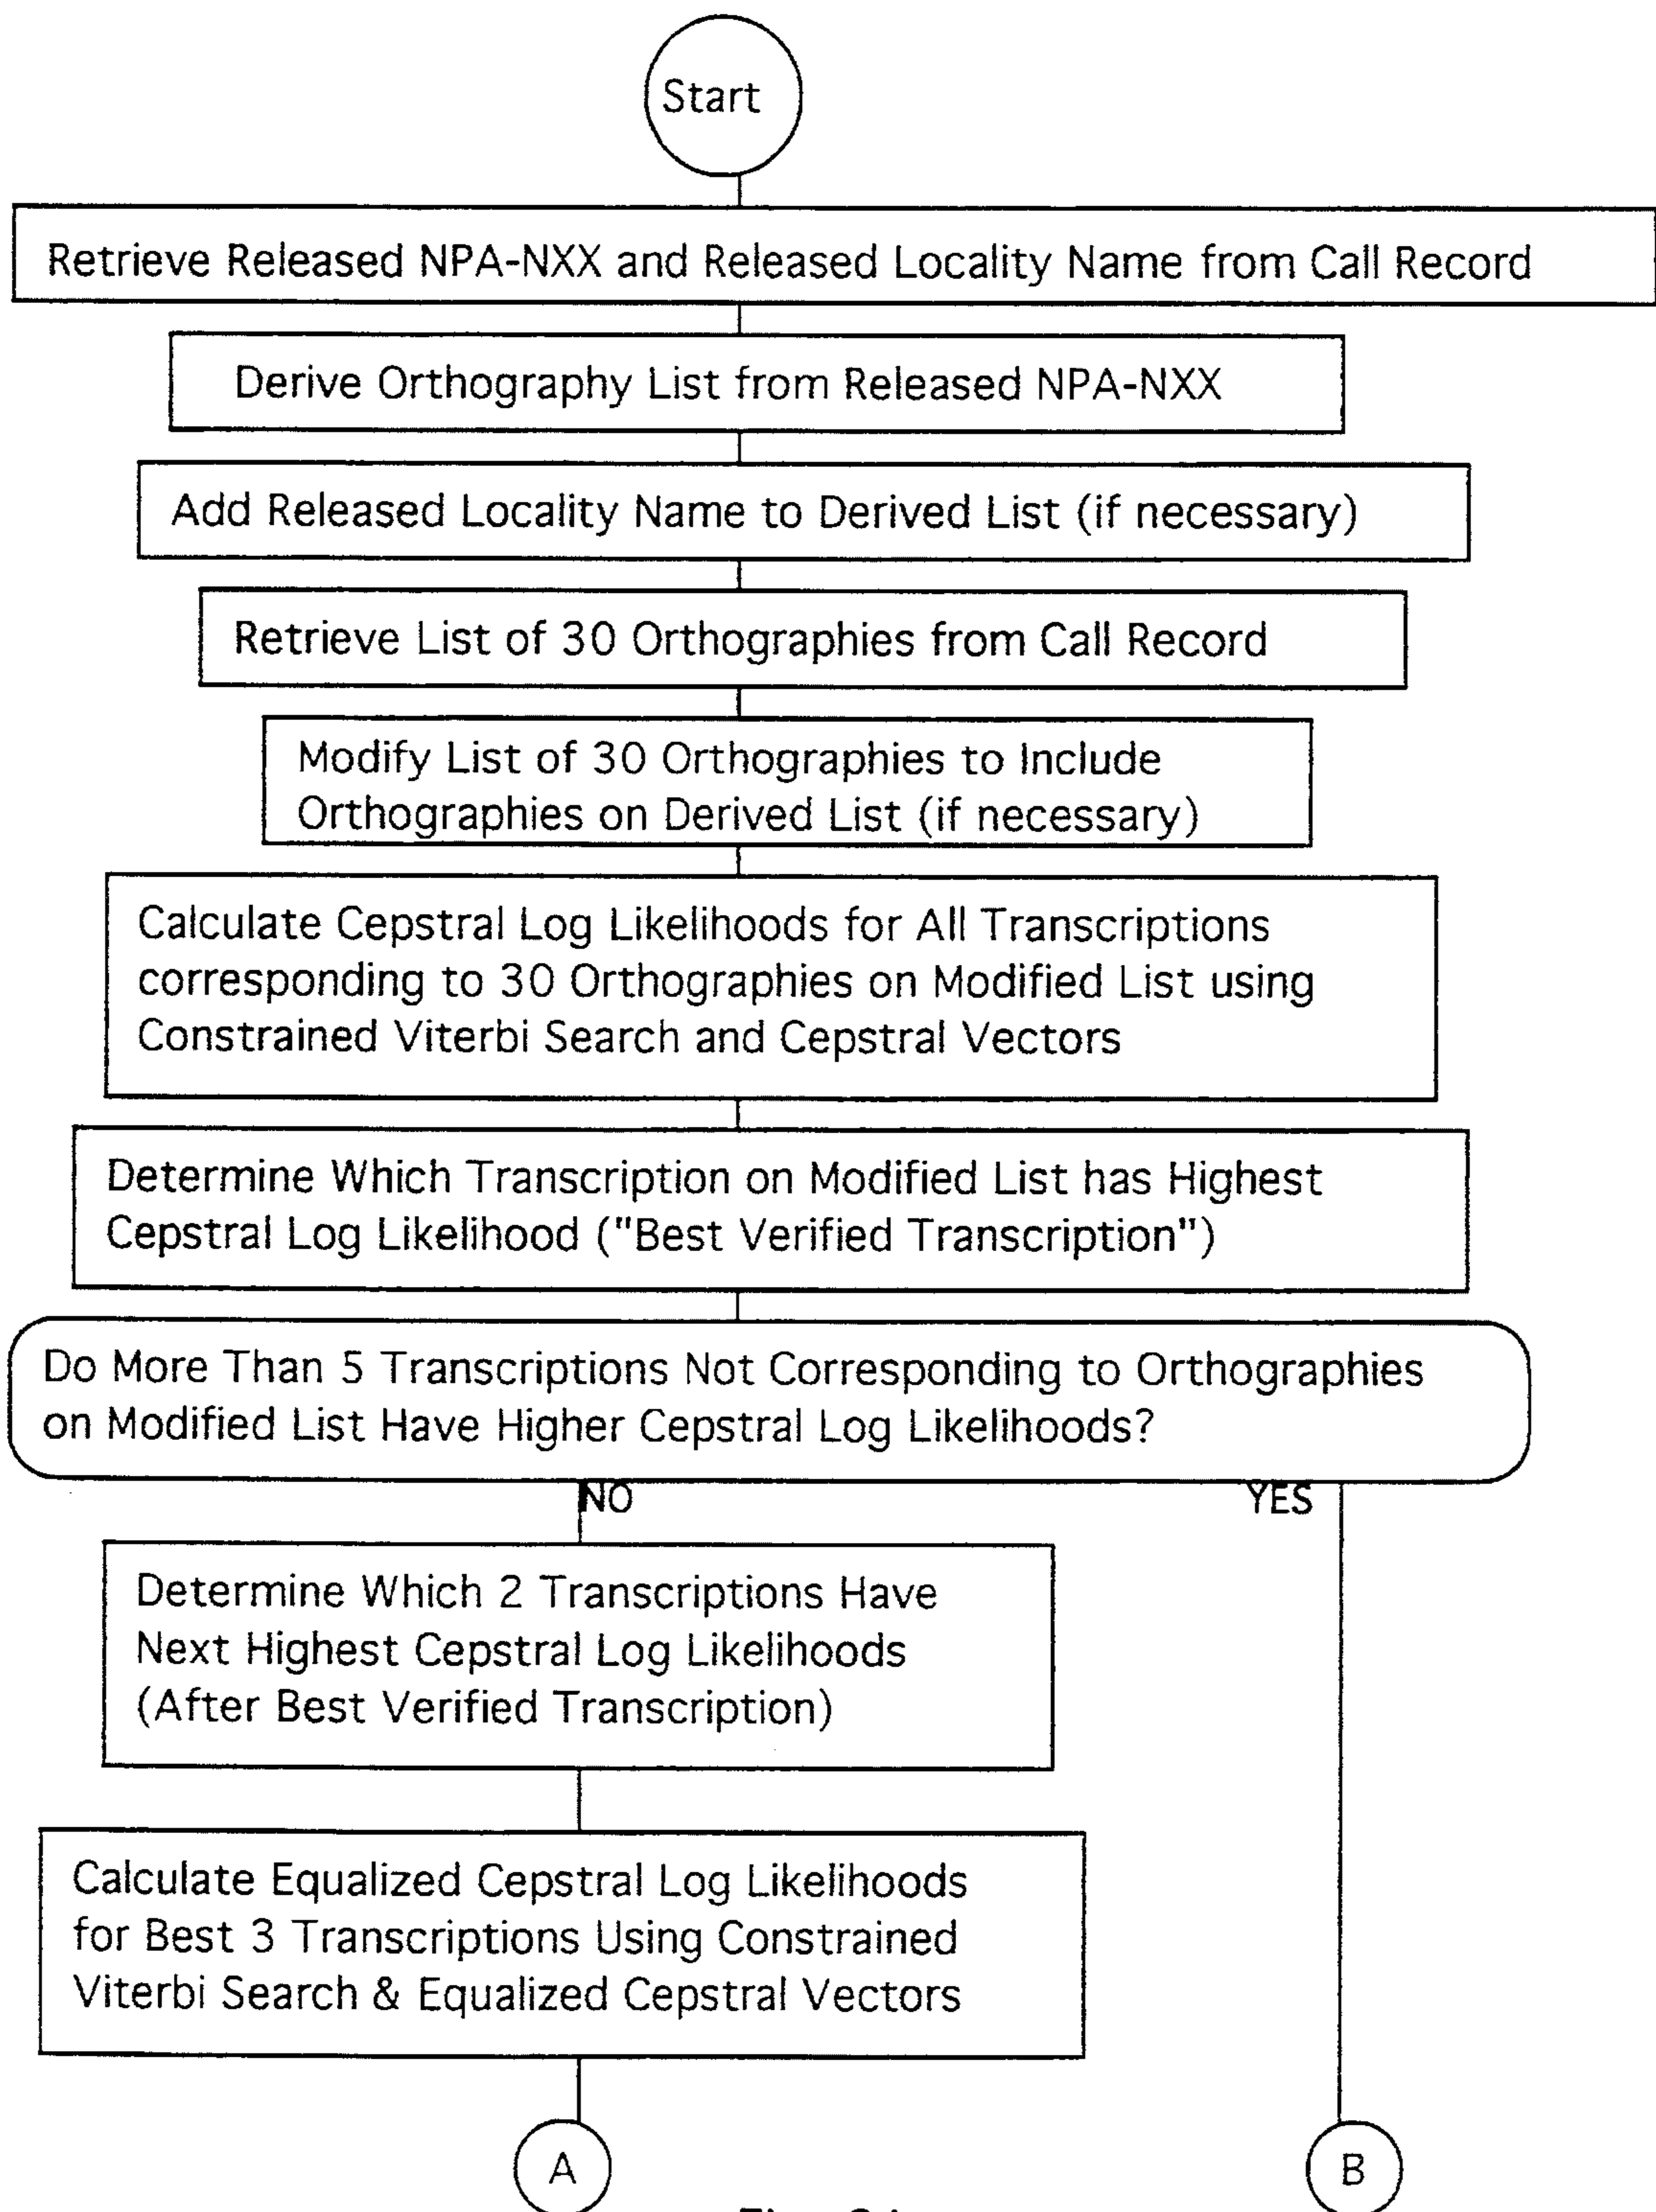 Start
Retrieve Released NPA-NXX and Released Locality Name from Call Record
Derive Orthography List from Released NPA-NXX
Add Released Locality Name to Derived List (if necessary)
Retrieve List of 30 Orthographies from Call Record
Modify List of 30 Orthographies to Include
Orthographies on Derived List (if necessary)
Calculate Cepstral Log Likelihoods for All Transcriptions
corresponding to 30 Orthographies on Modified List using
Constrained Viterbi Search and Cepstral Vectors
Determine Which Transcription on Modified List has Highest
Cepstral Log Likelihood ("Best Verified Transcription")
Do More Than 5 Transcriptions Not Corresponding to Orthographies
on Modified List Have Higher Cepstral Log Likelihoods?
NO YES
Determine Which 2 Transcriptions Have
Next Highest Cepstral Log Likelihoods
(After Best Verified Transcription)
Calculate Equalized Cepstral Log Likelihoods
for Best 3 Transcriptions Using Constrained
Viterbi Search & Equalized Cepstral Vectors
A B